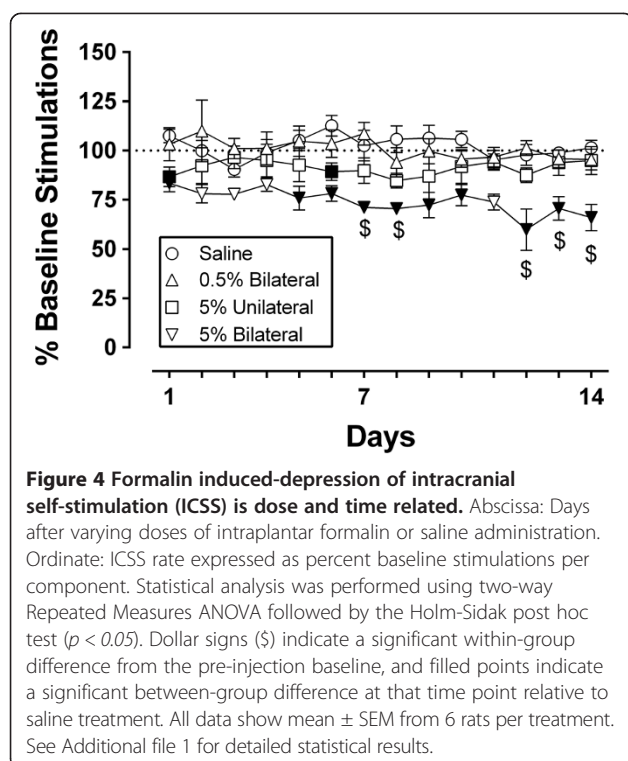 % Baseline Stimulations
150
125
100
75
50
25
0
$
$
$
$
$
Saline
0.5% Bilateral
5% Unilateral
5% Bilateral
1
7
14
Days
Figure 4 Formalin induced-depression of intracranial
self-stimulation (ICSS) is dose and time related. Abscissa: Days
after varying doses of intraplantar formalin or saline administration.
Ordinate: ICSS rate expressed as percent baseline stimulations per
component. Statistical analysis was performed using two-way
Repeated Measures ANOVA followed by the Holm-Sidak post hoc
test (p < 0.05). Dollar signs ($) indicate a significant within-group
difference from the pre-injection baseline, and filled points indicate
a significant between-group difference at that time point relative to
saline treatment. All data show mean ± SEM from 6 rats per treatment.
See Additional file 1 for detailed statistical results.